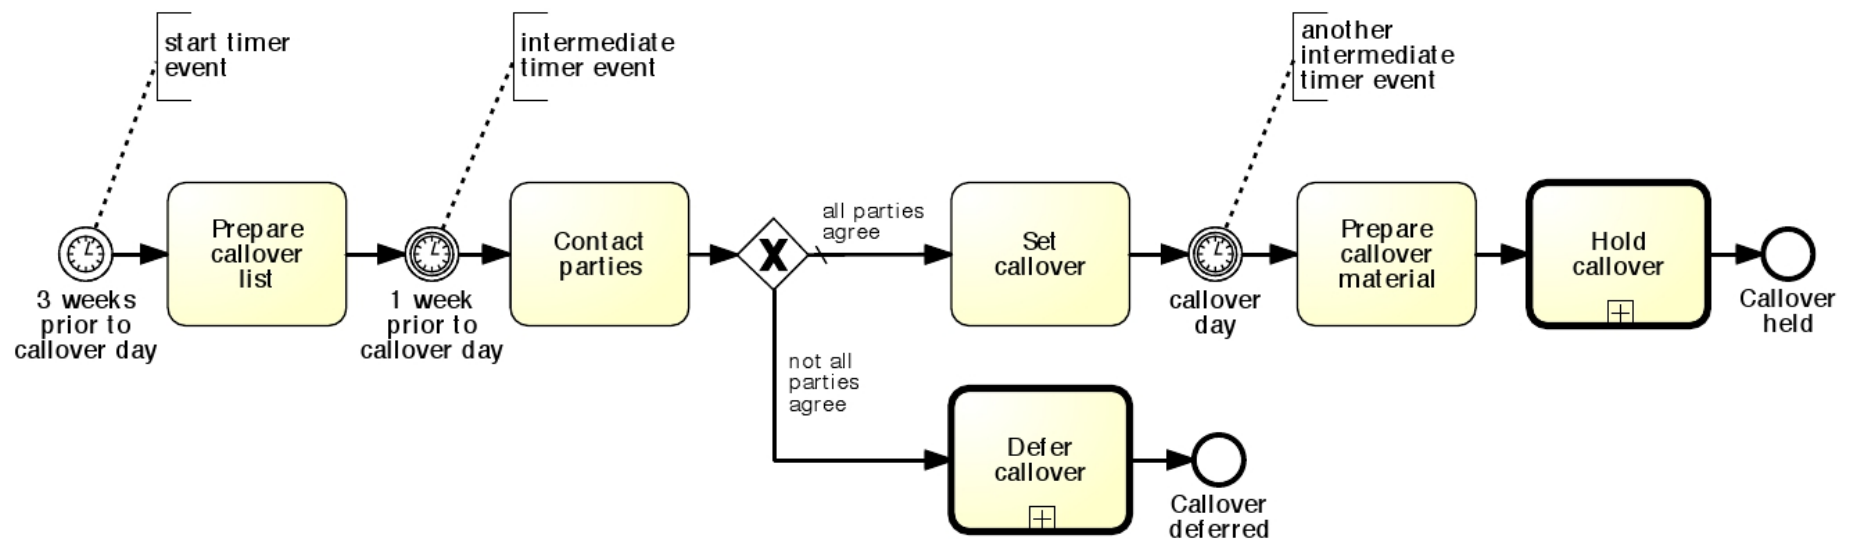 start timer
event
intermediate
timer event
another
intermediate
timer event
3 weeks
prior to
callover day
Prepare
callover
list
1 week
prior to
callover day
Contact
parties
X
all parties
agree
not all
parties
agree
Set
callover
callover
day
Prepare
callover
material
Hold
callover
Callover
held
Defer
callover
Callover
deferred